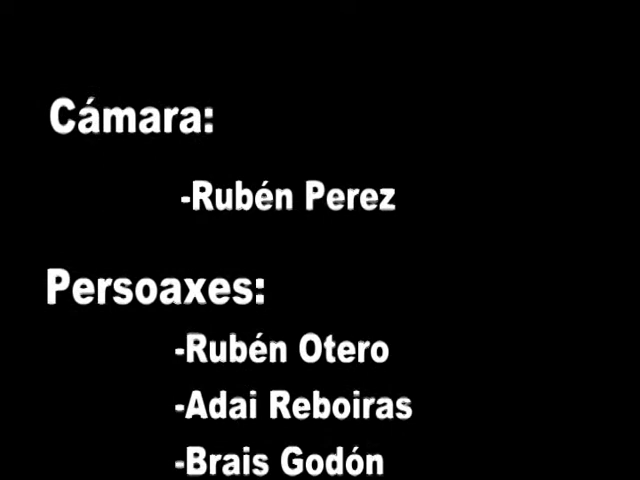 Cámara:
-Rubén Perez
Persoaxes:
-Rubén Otero
-Adai Reboiras
-Brais Godón